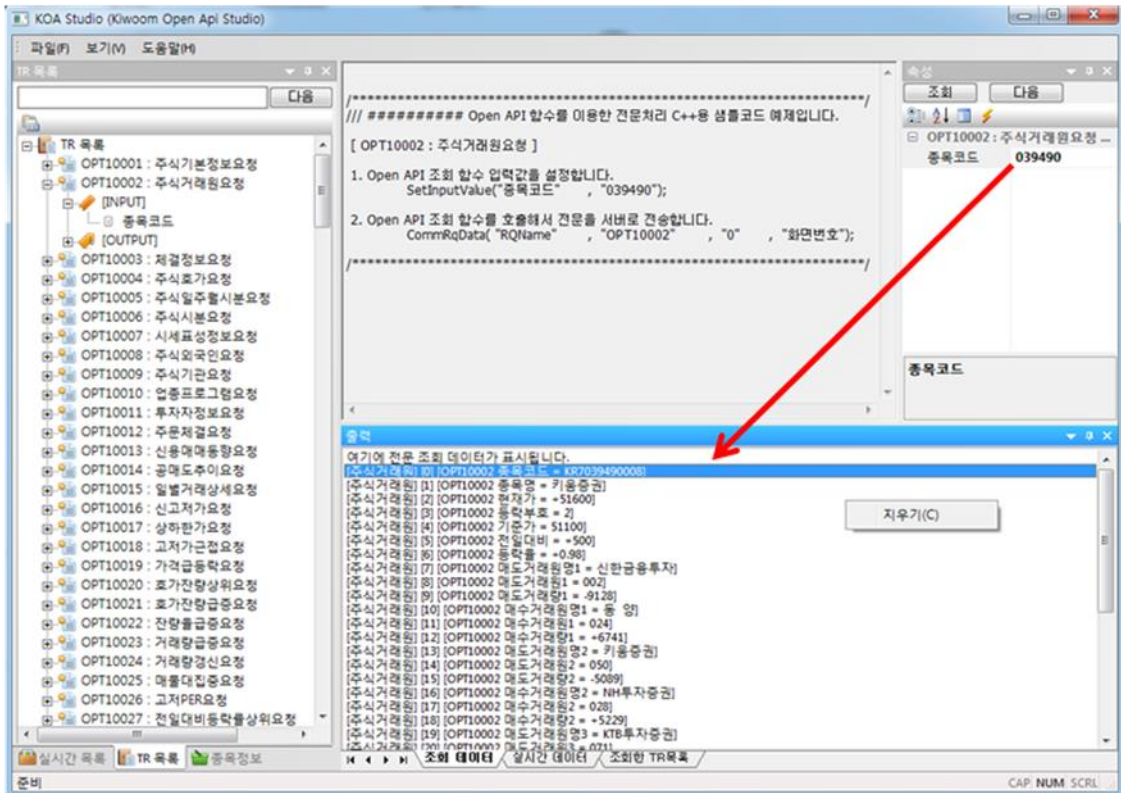 KOA Studio (Kiwoom Open Api Studio)
파일(F) 보기(V) 도움말(H)
TR 목록
다음
TR 목록
OPT10001 : 주식기본정보요청
OPT10002 : 주식거래원요청
[INPUT]
종목코드
[OUTPUT]
OPT10003 : 체결정보요청
OPT10004 : 주식호가요청
OPT10005 : 주식일주월시분요청
OPT10006 : 주식시분요청
OPT10007 : 시세표성정보요청
OPT10008 : 주식외국인요청
OPT10009 : 주식기관요청
OPT10010 : 업종프로그램요청
OPT10011 : 투자자정보요청
OPT10012 : 주문체결요청
OPT10013 : 신용매매동향요청
OPT10014 : 공매도추이요청
OPT10015 : 일별거래상세요청
OPT10016 : 신고저가요청
OPT10017 : 상하한가요청
OPT10018 : 고저가근접요청
OPT10019 : 가격급등락요청
OPT10020 : 호가잔량상위요청
OPT10021 : 호가잔량급증요청
OPT10022 : 잔량율급증요청
OPT10023 : 거래량급증요청
OPT10024 : 거래량갱신요청
OPT10025 : 매물대집중요청
OPT10026 : 고저PER요청
OPT10027 : 전일대비등락률상위요청
실시간 목록 TR 목록 종목정보
/******************************************************************/
/// ########## Open API 함수를 이용한 전문처리 C++용 샘플코드 예제입니다.
[ OPT10002 : 주식거래원요청 ]
1. Open API 조회 함수 입력값을 설정합니다.
SetInputValue("종목코드" , "039490");
2. Open API 조회 함수를 호출해서 전문을 서버로 전송합니다.
CommRqData( "RQName" , "OPT10002" , "0" , "화면번호");
/******************************************************************/
속성
조회 다음
OPT10002 : 주식거래원요청 ...
종목코드 039490
종목코드
출력
여기에 전문 조회 데이터가 표시됩니다.
[주식거래원] [0] [OPT10002 종목코드 = KR7039490008]
[주식거래원] [1] [OPT10002 종목명 = 키움증권]
[주식거래원] [2] [OPT10002 현재가 = +51600]
[주식거래원] [3] [OPT10002 등락부호 = 2]
[주식거래원] [4] [OPT10002 기준가 = 51100]
[주식거래원] [5] [OPT10002 전일대비 = +500]
[주식거래원] [6] [OPT10002 등락율 = +0.98]
[주식거래원] [7] [OPT10002 매도거래원명1 = 신한금융투자]
[주식거래원] [8] [OPT10002 매도거래원1 = 002]
[주식거래원] [9] [OPT10002 매도거래량1 = -9128]
[주식거래원] [10] [OPT10002 매수거래원명1 = 동 양]
[주식거래원] [11] [OPT10002 매수거래원1 = 024]
[주식거래원] [12] [OPT10002 매수거래량1 = +6741]
[주식거래원] [13] [OPT10002 매도거래원명2 = 키움증권]
[주식거래원] [14] [OPT10002 매도거래원2 = 050]
[주식거래원] [15] [OPT10002 매도거래량2 = -5089]
[주식거래원] [16] [OPT10002 매수거래원명2 = NH투자증권]
[주식거래원] [17] [OPT10002 매수거래원2 = 028]
[주식거래원] [18] [OPT10002 매수거래량2 = +5229]
[주식거래원] [19] [OPT10002 매도거래원명3 = KTB투자증권]
[주식거래원] [20] [OPT10002 매도거래원3 = 071]
지우기(C)
조회 데이터 실시간 데이터 조회한 TR목록
준비
CAP NUM SCRL